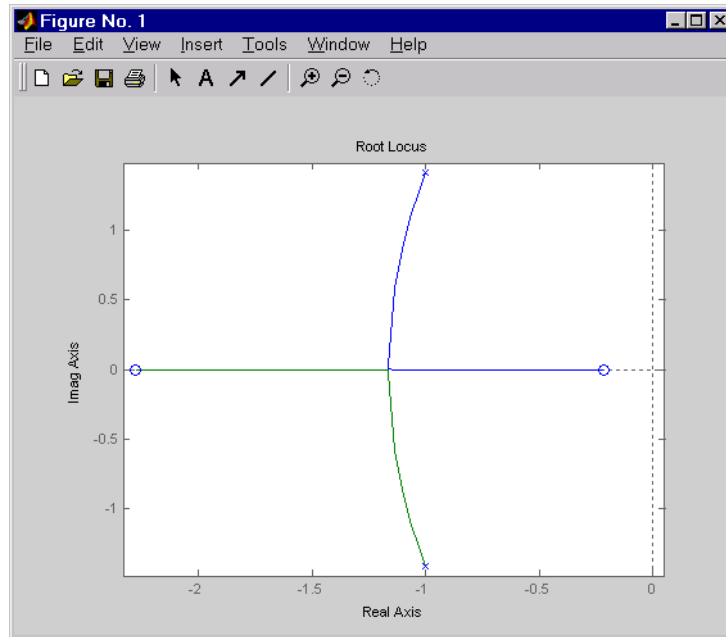 Figure No. 1
File Edit View Insert Tools Window Help
A
Root Locus
1
0.5
0
-0.5
-1
Imag Axis
-2 -1.5 -1 -0.5 0
Real Axis